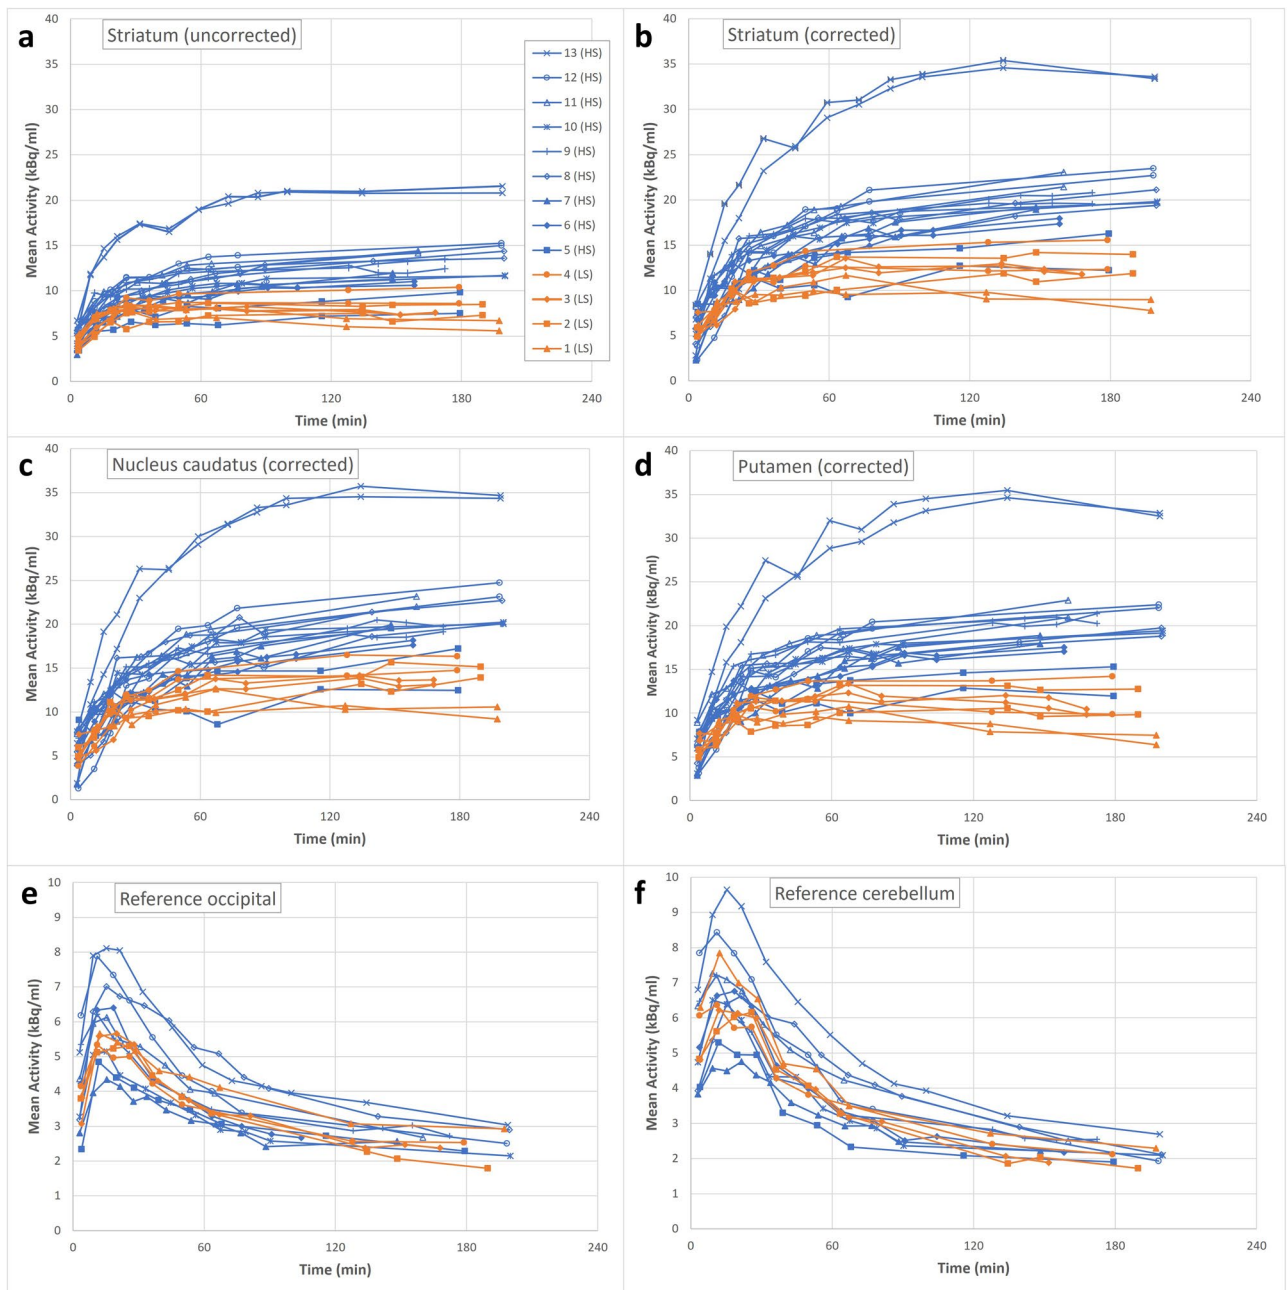 a
Striatum (uncorrected)
40
35
30
25
20
15
10
5
0
Mean Activity (kBq/ml)
0 60 120 180 240
Time (min)
13 (HS)
12 (HS)
11 (HS)
10 (HS)
9 (HS)
8 (HS)
7 (HS)
6 (HS)
5 (HS)
4 (LS)
3 (LS)
2 (LS)
1 (LS)
b
Striatum (corrected)
40
35
30
25
20
15
10
5
0
Mean Activity (kBq/ml)
0 60 120 180 240
Time (min)
c
Nucleus caudatus (corrected)
40
35
30
25
20
15
10
5
0
Mean Activity (kBq/ml)
0 60 120 180 240
Time (min)
d
Putamen (corrected)
40
35
30
25
20
15
10
5
0
Mean Activity (kBq/ml)
0 60 120 180 240
Time (min)
e
Reference occipital
10
9
8
7
6
5
4
3
2
1
0
Mean Activity (kBq/ml)
0 60 120 180 240
Time (min)
f
Reference cerebellum
10
9
8
7
6
5
4
3
2
1
0
Mean Activity (kBq/ml)
0 60 120 180 240
Time (min)